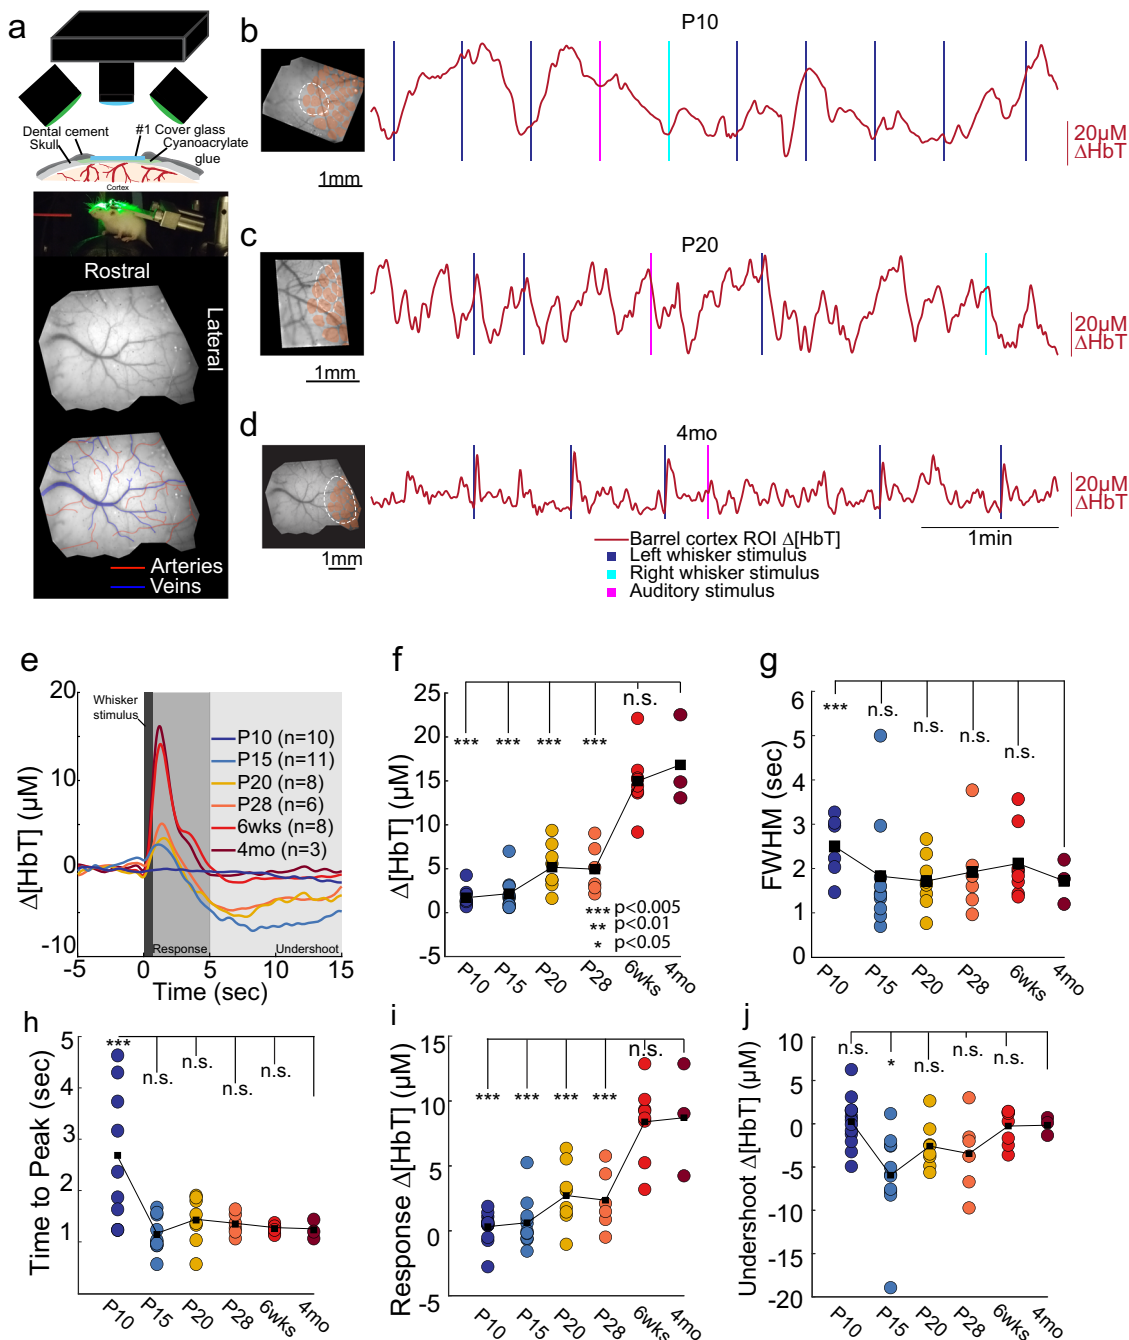 a
Dental cement
#1 Cover glass
Skull
Cyanoacrylate
glue
Cortex
Rostral
Lateral
Arteries
Veins
b
P10
1mm
20µM
ΔHbT
c
P20
1mm
20µM
ΔHbT
d
4mo
1mm
20µM
ΔHbT
1min
Barrel cortex ROI Δ[HbT]
Left whisker stimulus
Right whisker stimulus
Auditory stimulus
e
Δ[HbT] (µM)
20
10
0
-10
Whisker
stimulus
P10 (n=10)
P15 (n=11)
P20 (n=8)
P28 (n=6)
6wks (n=8)
4mo (n=3)
Response
Undershoot
-5 0 5 10 15
Time (sec)
f
Δ[HbT] (µM)
25
20
15
10
5
0
-5
*** *** *** *** n.s.
*** p<0.005
** p<0.01
* p<0.05
P10 P15 P20 P28 6wks 4mo
g
FWHM (sec)
6
5
4
3
2
1
0
*** n.s. n.s. n.s. n.s.
P10 P15 P20 P28 6wks 4mo
h
Time to Peak (sec)
5
4
3
2
1
*** n.s. n.s. n.s. n.s.
P10 P15 P20 P28 6wks 4mo
i
Response Δ[HbT] (µM)
15
10
5
0
-5
*** *** *** *** n.s.
P10 P15 P20 P28 6wks 4mo
j
Undershoot Δ[HbT] (µM)
10
5
0
-5
-10
-15
-20
n.s. * n.s. n.s. n.s.
P10 P15 P20 P28 6wks 4mo